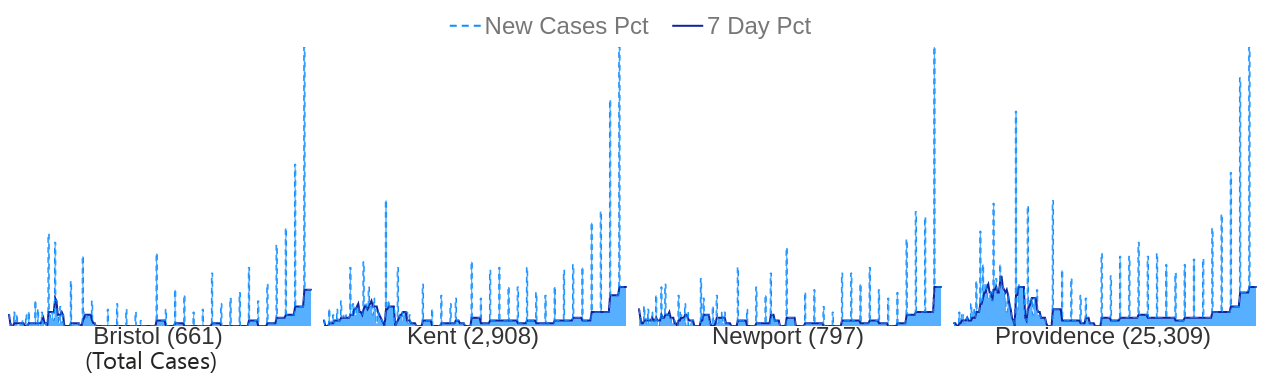 New Cases Pct 7 Day Pct
Bristol (661) Kent (2,908) Newport (797) Providence (25,309)
(Total Cases)